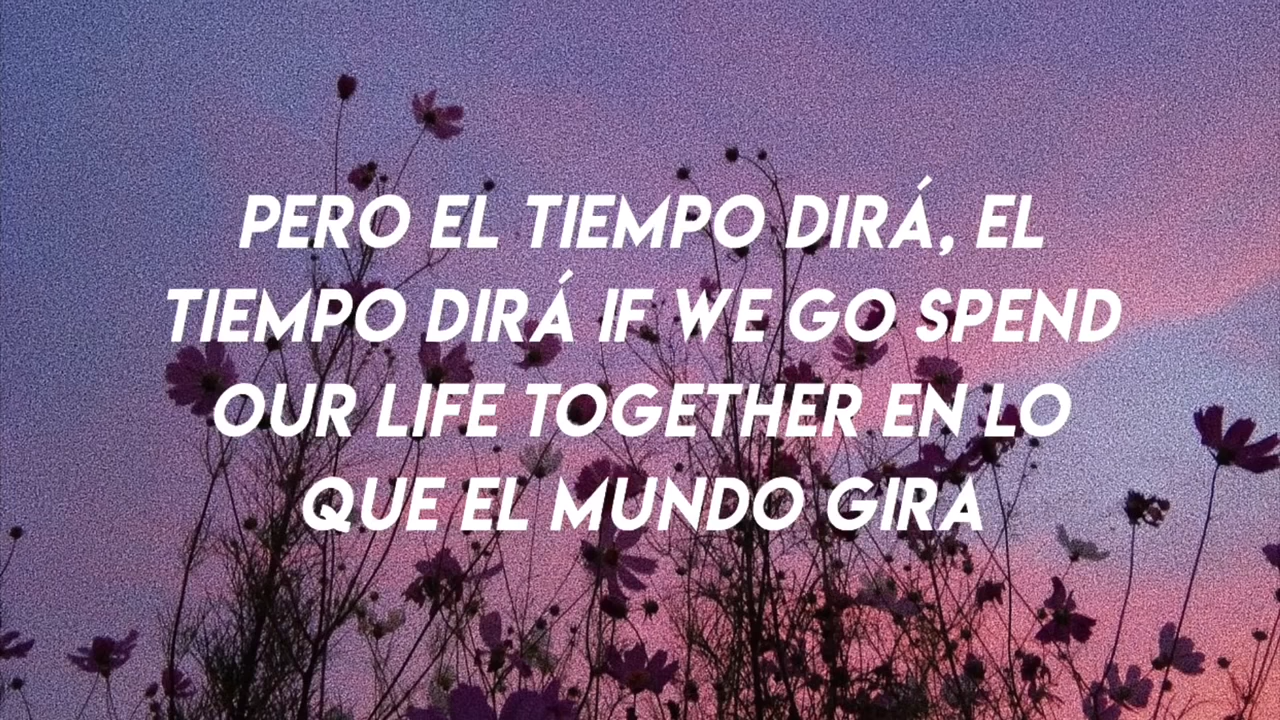 PERO EL TIEMPO DIRÁ, EL
TIEMPO DIRÁ IF WE GO SPEND
OUR LIFE TOGETHER EN LO
QUE EL MUNDO GIRA